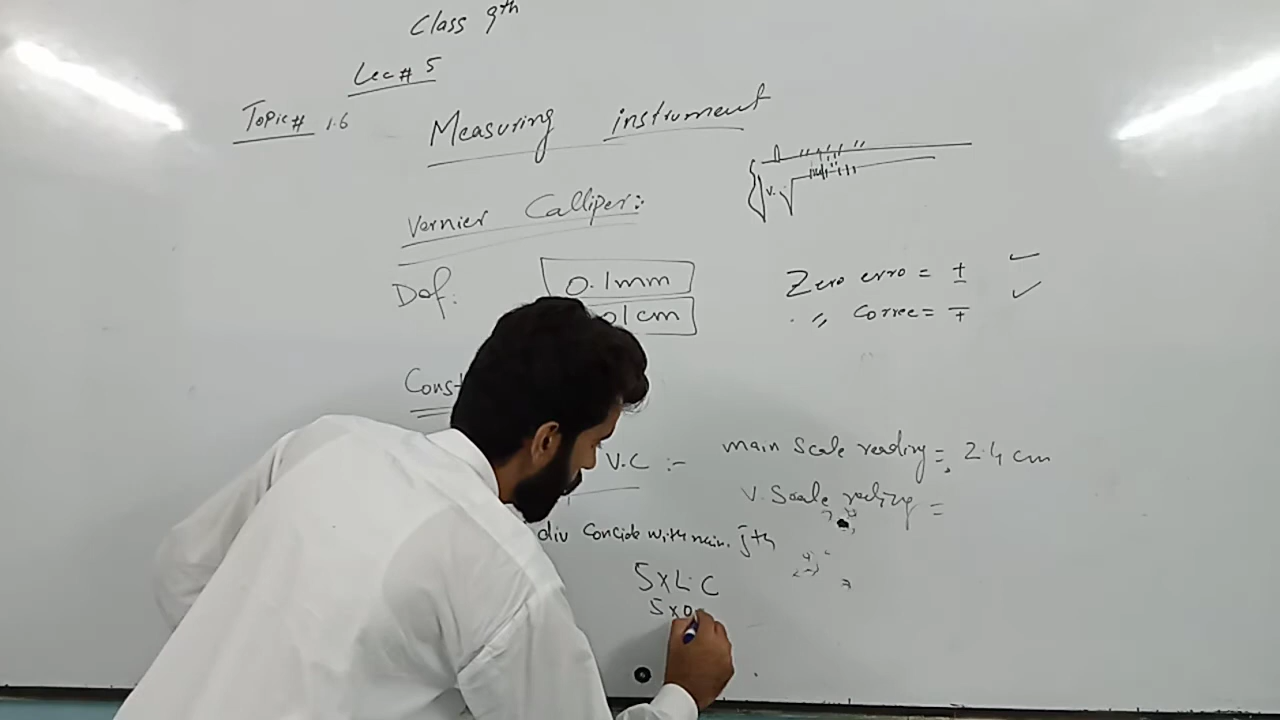 Class 9th
Lec# 5
Topic# 1.6
Measuring instrument
Vernier Calliper:
V.
Def.
0.1mm
01cm
Zero erro = ±
〃 Correc = ∓
Const
V.C :-
main Scale reading = 2.4 cm
V. Scale reading =
div Concide with main. 5th
5×L.C
5×0.